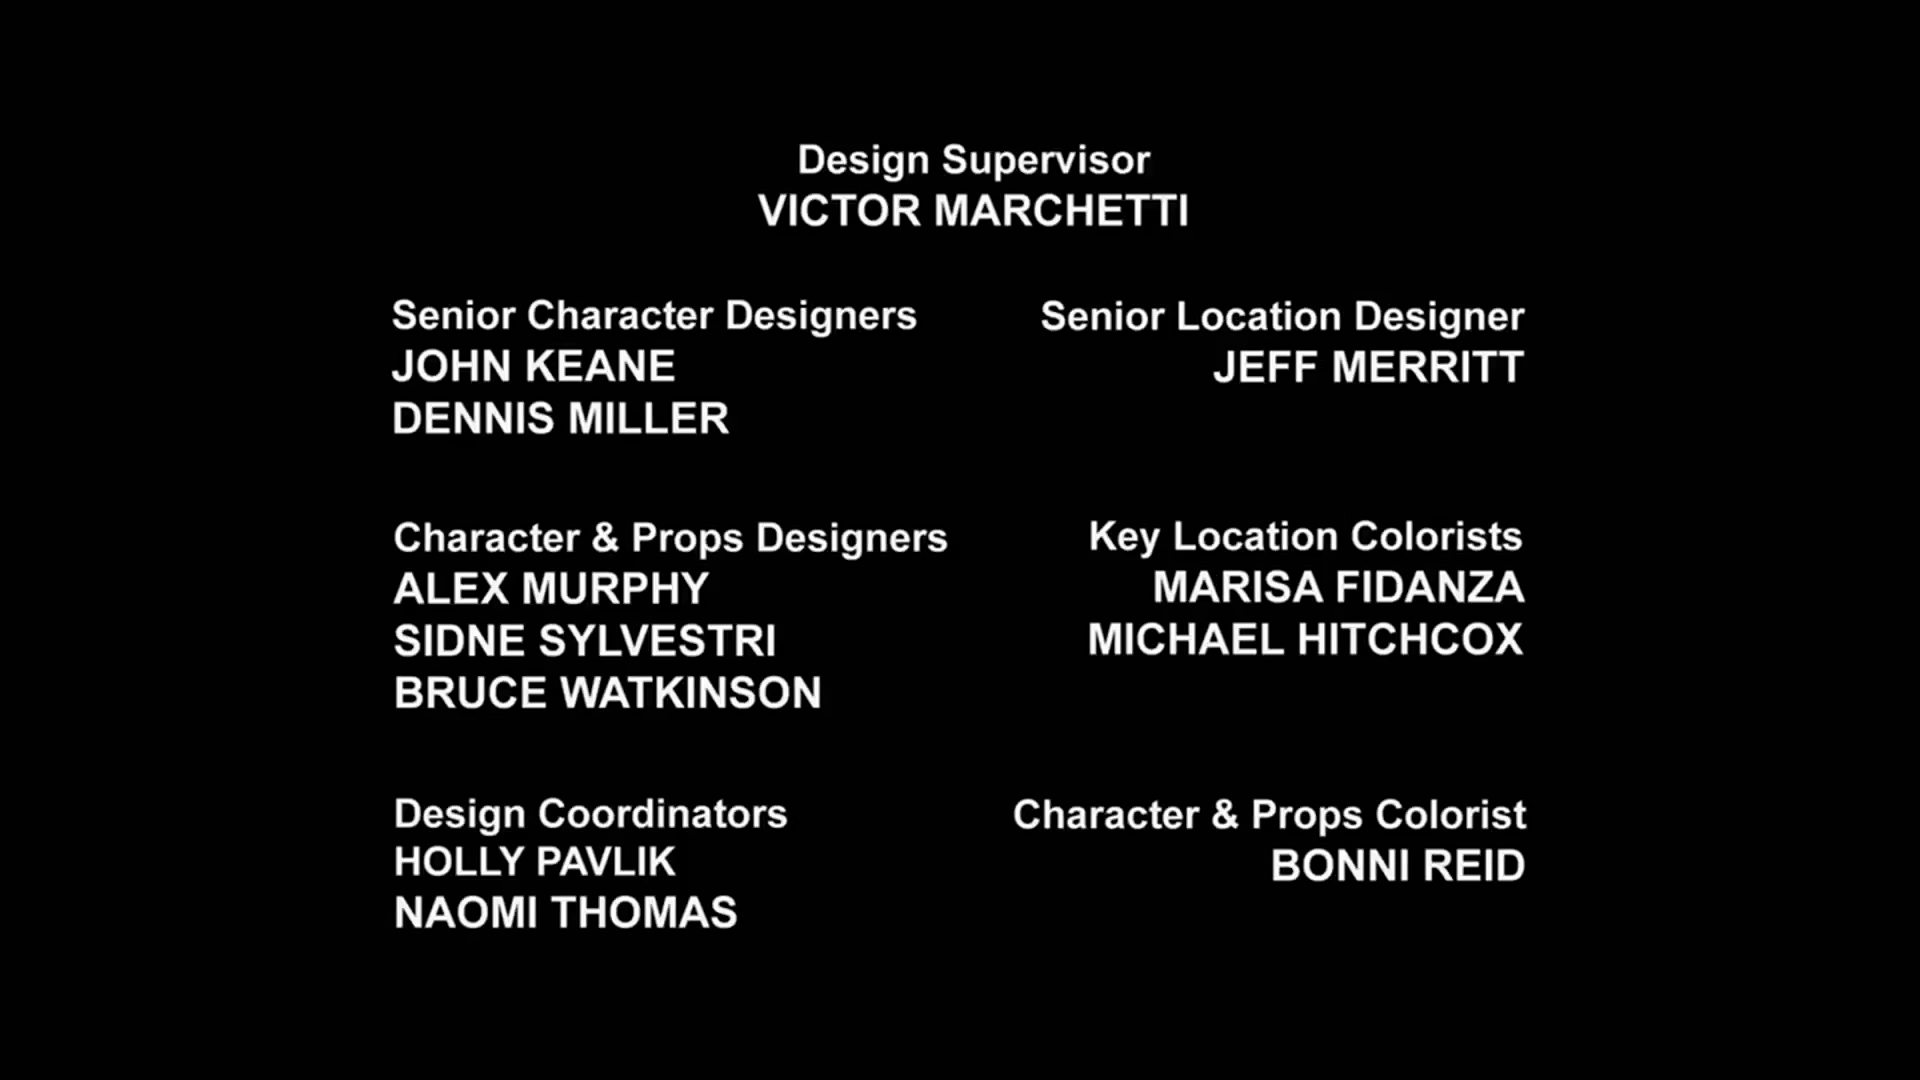 Design Supervisor
VICTOR MARCHETTI
Senior Character Designers
JOHN KEANE
DENNIS MILLER
Senior Location Designer
JEFF MERRITT
Character & Props Designers
ALEX MURPHY
SIDNE SYLVESTRI
BRUCE WATKINSON
Key Location Colorists
MARISA FIDANZA
MICHAEL HITCHCOX
Design Coordinators
HOLLY PAVLIK
NAOMI THOMAS
Character & Props Colorist
BONNI REID